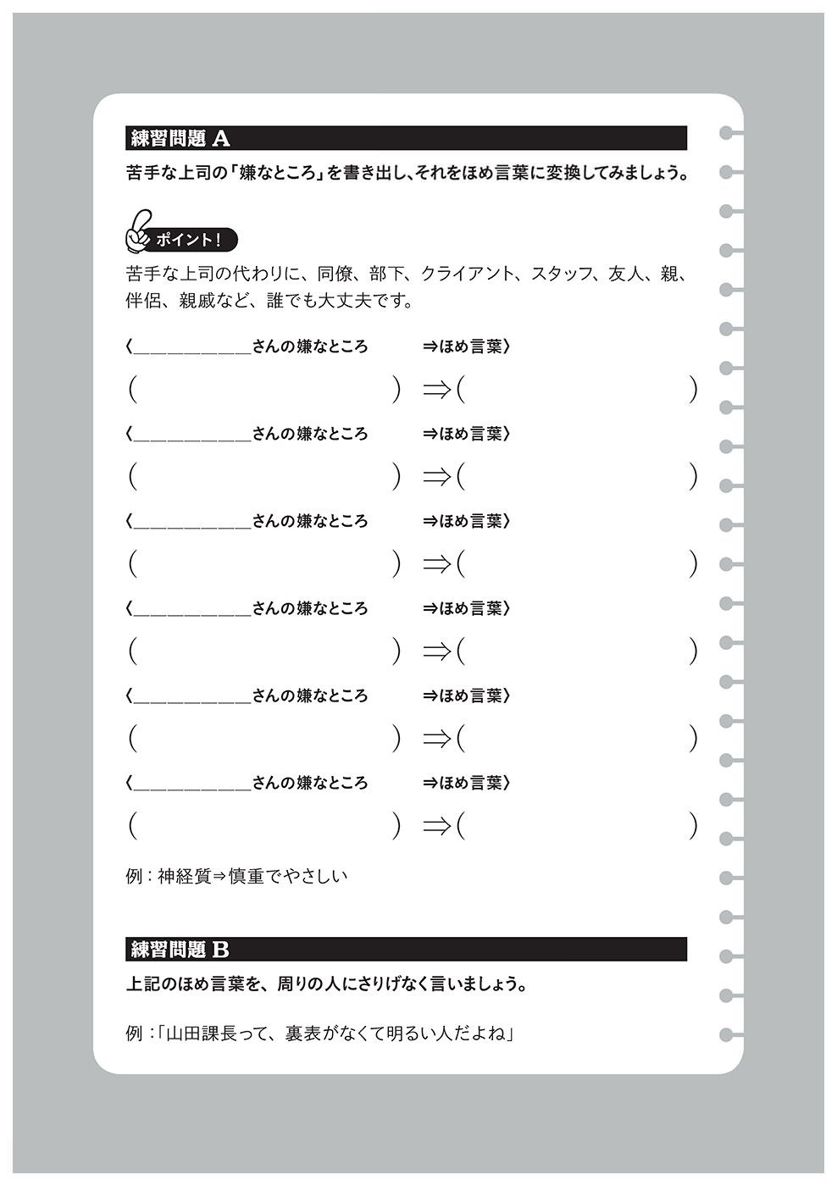 練習問題 A
苦手な上司の「嫌なところ」を書き出し、それをほめ言葉に変換してみましょう。
ポイント！
苦手な上司の代わりに、同僚、部下、クライアント、スタッフ、友人、親、
伴侶、親戚など、誰でも大丈夫です。
〈_______さんの嫌なところ ⇒ほめ言葉〉
（ ）⇒（ ）
〈_______さんの嫌なところ ⇒ほめ言葉〉
（ ）⇒（ ）
〈_______さんの嫌なところ ⇒ほめ言葉〉
（ ）⇒（ ）
〈_______さんの嫌なところ ⇒ほめ言葉〉
（ ）⇒（ ）
〈_______さんの嫌なところ ⇒ほめ言葉〉
（ ）⇒（ ）
〈_______さんの嫌なところ ⇒ほめ言葉〉
（ ）⇒（ ）
例：神経質⇒慎重でやさしい
練習問題 B
上記のほめ言葉を、周りの人にさりげなく言いましょう。
例：「山田課長って、裏表がなくて明るい人だよね」